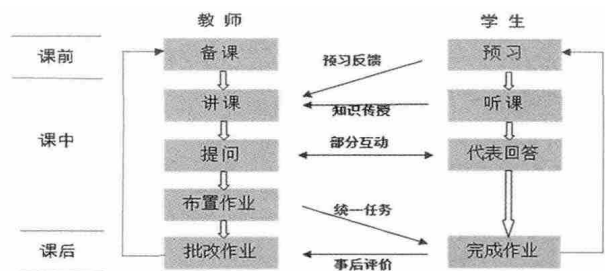 教师 学生
课前 备课 预习反馈 预习
讲课 知识传授 听课
课中 提问 部分互动 代表回答
布置作业 统一任务
课后 批改作业 事后评价 完成作业